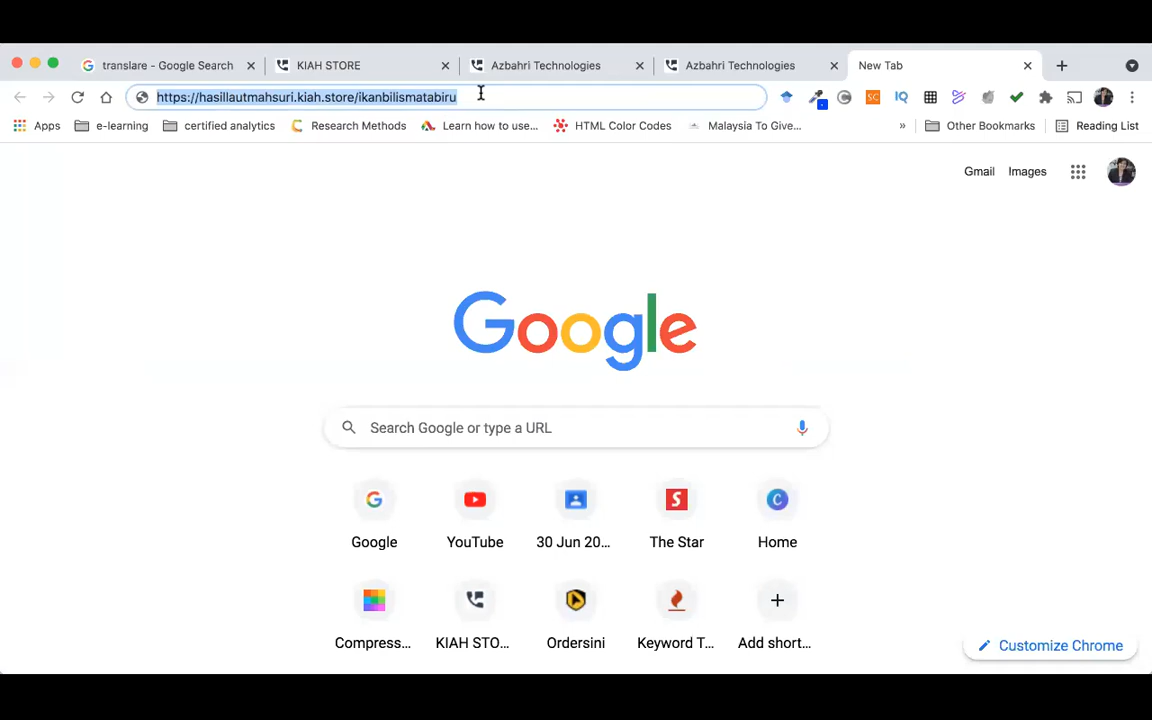 translare - Google Search
KIAH STORE
Azbahri Technologies
Azbahri Technologies
New Tab
https://hasillautmahsuri.kiah.store/ikanbilismatabiru
Apps
e-learning
certified analytics
Research Methods
Learn how to use...
HTML Color Codes
Malaysia To Give...
»
Other Bookmarks
Reading List
Gmail
Images
Google
Search Google or type a URL
Google
YouTube
30 Jun 20...
The Star
Home
Compress...
KIAH STO...
Ordersini
Keyword T...
Add short...
Customize Chrome